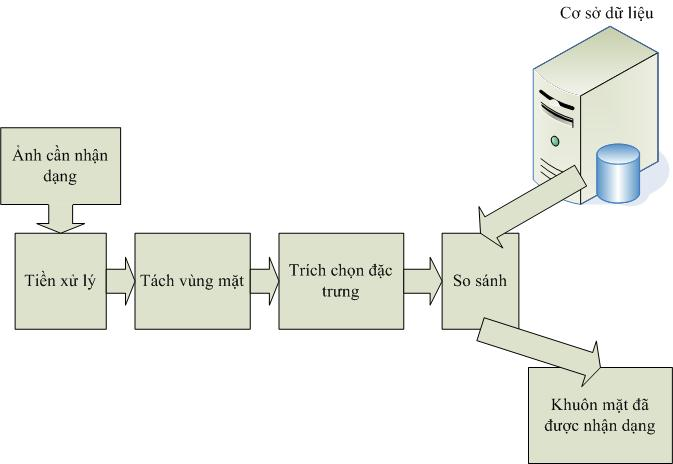 Cơ sở dữ liệu
Ảnh cần nhận
dạng
Tiền xử lý
Tách vùng mặt
Trích chọn đặc
trưng
So sánh
Khuôn mặt đã
được nhận dạng